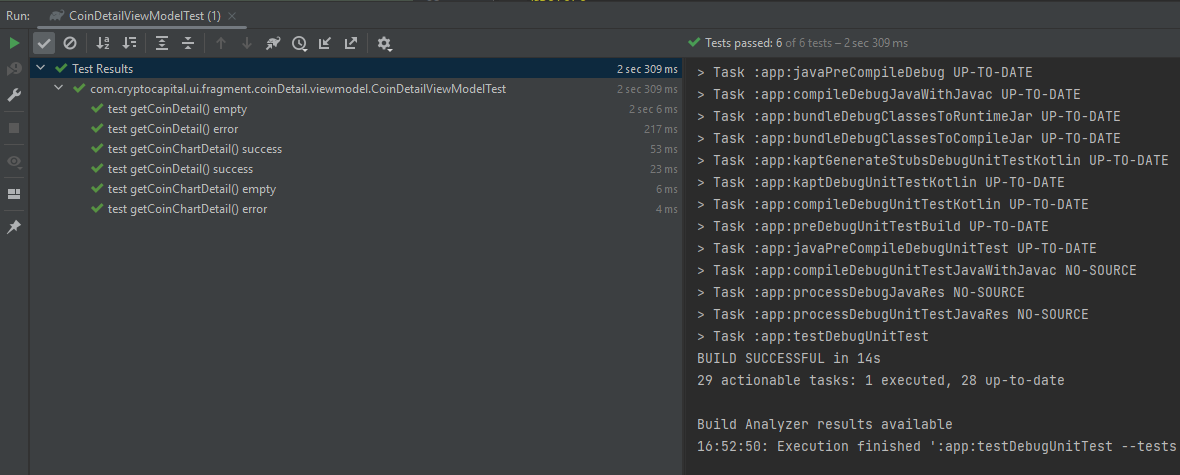 Run:
CoinDetailViewModelTest (1)
Tests passed: 6 of 6 tests – 2 sec 309 ms
Test Results 2 sec 309 ms
com.cryptocapital.ui.fragment.coinDetail.viewmodel.CoinDetailViewModelTest 2 sec 309 ms
test getCoinDetail() empty 2 sec 6 ms
test getCoinDetail() error 217 ms
test getCoinChartDetail() success 53 ms
test getCoinDetail() success 23 ms
test getCoinChartDetail() empty 6 ms
test getCoinChartDetail() error 4 ms
> Task :app:javaPreCompileDebug UP-TO-DATE
> Task :app:compileDebugJavaWithJavac UP-TO-DATE
> Task :app:bundleDebugClassesToRuntimeJar UP-TO-DATE
> Task :app:bundleDebugClassesToCompileJar UP-TO-DATE
> Task :app:kaptGenerateStubsDebugUnitTestKotlin UP-TO-DATE
> Task :app:kaptDebugUnitTestKotlin UP-TO-DATE
> Task :app:compileDebugUnitTestKotlin UP-TO-DATE
> Task :app:preDebugUnitTestBuild UP-TO-DATE
> Task :app:javaPreCompileDebugUnitTest UP-TO-DATE
> Task :app:compileDebugUnitTestJavaWithJavac NO-SOURCE
> Task :app:processDebugJavaRes NO-SOURCE
> Task :app:processDebugUnitTestJavaRes NO-SOURCE
> Task :app:testDebugUnitTest
BUILD SUCCESSFUL in 14s
29 actionable tasks: 1 executed, 28 up-to-date
Build Analyzer results available
16:52:50: Execution finished ':app:testDebugUnitTest --tests